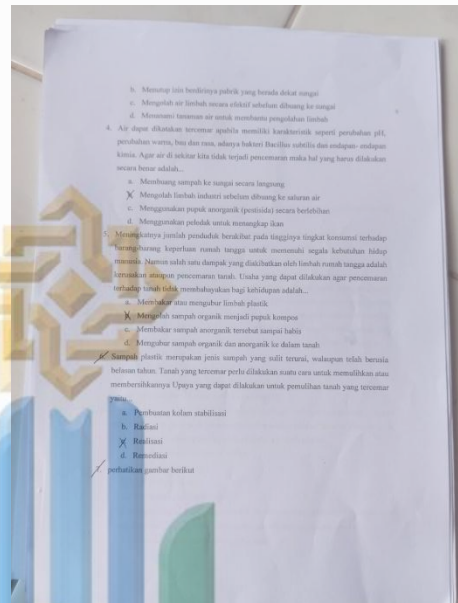 b. Menutup izin berdirinya pabrik yang berada dekat sungai
c. Mengolah air limbah secara efektif sebelum dibuang ke sungai
d. Menanami tanaman air untuk membantu pengolahan limbah
4. Air dapat dikatakan tercemar apabila memiliki karakteristik seperti perubahan pH,
perubahan warna, bau dan rasa, adanya bakteri Bacillus subtilis dan endapan- endapan
kimia. Agar air di sekitar kita tidak terjadi pencemaran maka hal yang harus dilakukan
secara benar adalah...
a. Membuang sampah ke sungai secara langsung
b. Mengolah limbah industri sebelum dibuang ke saluran air
c. Menggunakan pupuk anorganik (pestisida) secara berlebihan
d. Menggunakan peledak untuk menangkap ikan
5. Meningkatnya jumlah penduduk berakibat pada tingginya tingkat konsumsi terhadap
barang-barang keperluan rumah tangga untuk memenuhi segala kebutuhan hidup
manusia. Namun salah satu dampak yang diakibatkan oleh limbah rumah tangga adalah
kerusakan maupun pencemaran tanah. Usaha yang dapat dilakukan agar pencemaran
terhadap tanah tidak membahayakan bagi kehidupan adalah...
a. Membakar atau mengubur limbah plastik
b. Mengolah sampah organik menjadi pupuk kompos
c. Membakar sampah anorganik tersebut sampai habis
d. Mengubur sampah organik dan anorganik ke dalam tanah
6. Sampah plastik merupakan jenis sampah yang sulit terurai, walaupun telah berusia
belasan tahun. Tanah yang tercemar perlu dilakukan suatu cara untuk memulihkan atau
membersihkannya Upaya yang dapat dilakukan untuk pemulihan tanah yang tercemar
yaitu...
a. Pembuatan kolam stabilisasi
b. Radiasi
c. Realisasi
d. Remediasi
7. perhatikan gambar berikut